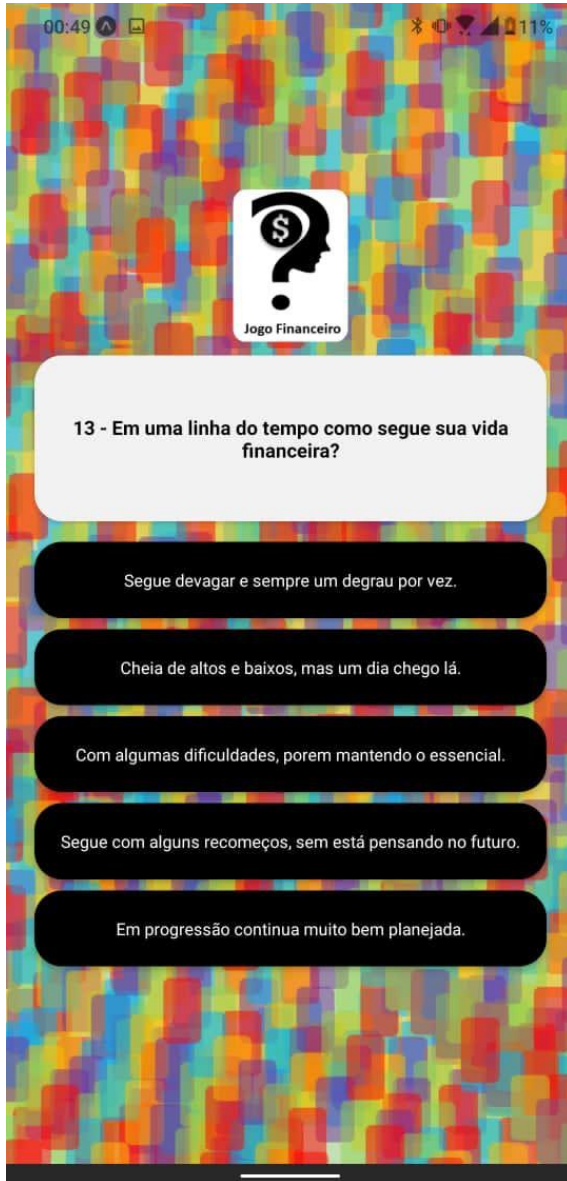 00:49
11%
$
Jogo Financeiro
13 - Em uma linha do tempo como segue sua vida
financeira?
Segue devagar e sempre um degrau por vez.
Cheia de altos e baixos, mas um dia chego lá.
Com algumas dificuldades, porem mantendo o essencial.
Segue com alguns recomeços, sem está pensando no futuro.
Em progressão continua muito bem planejada.